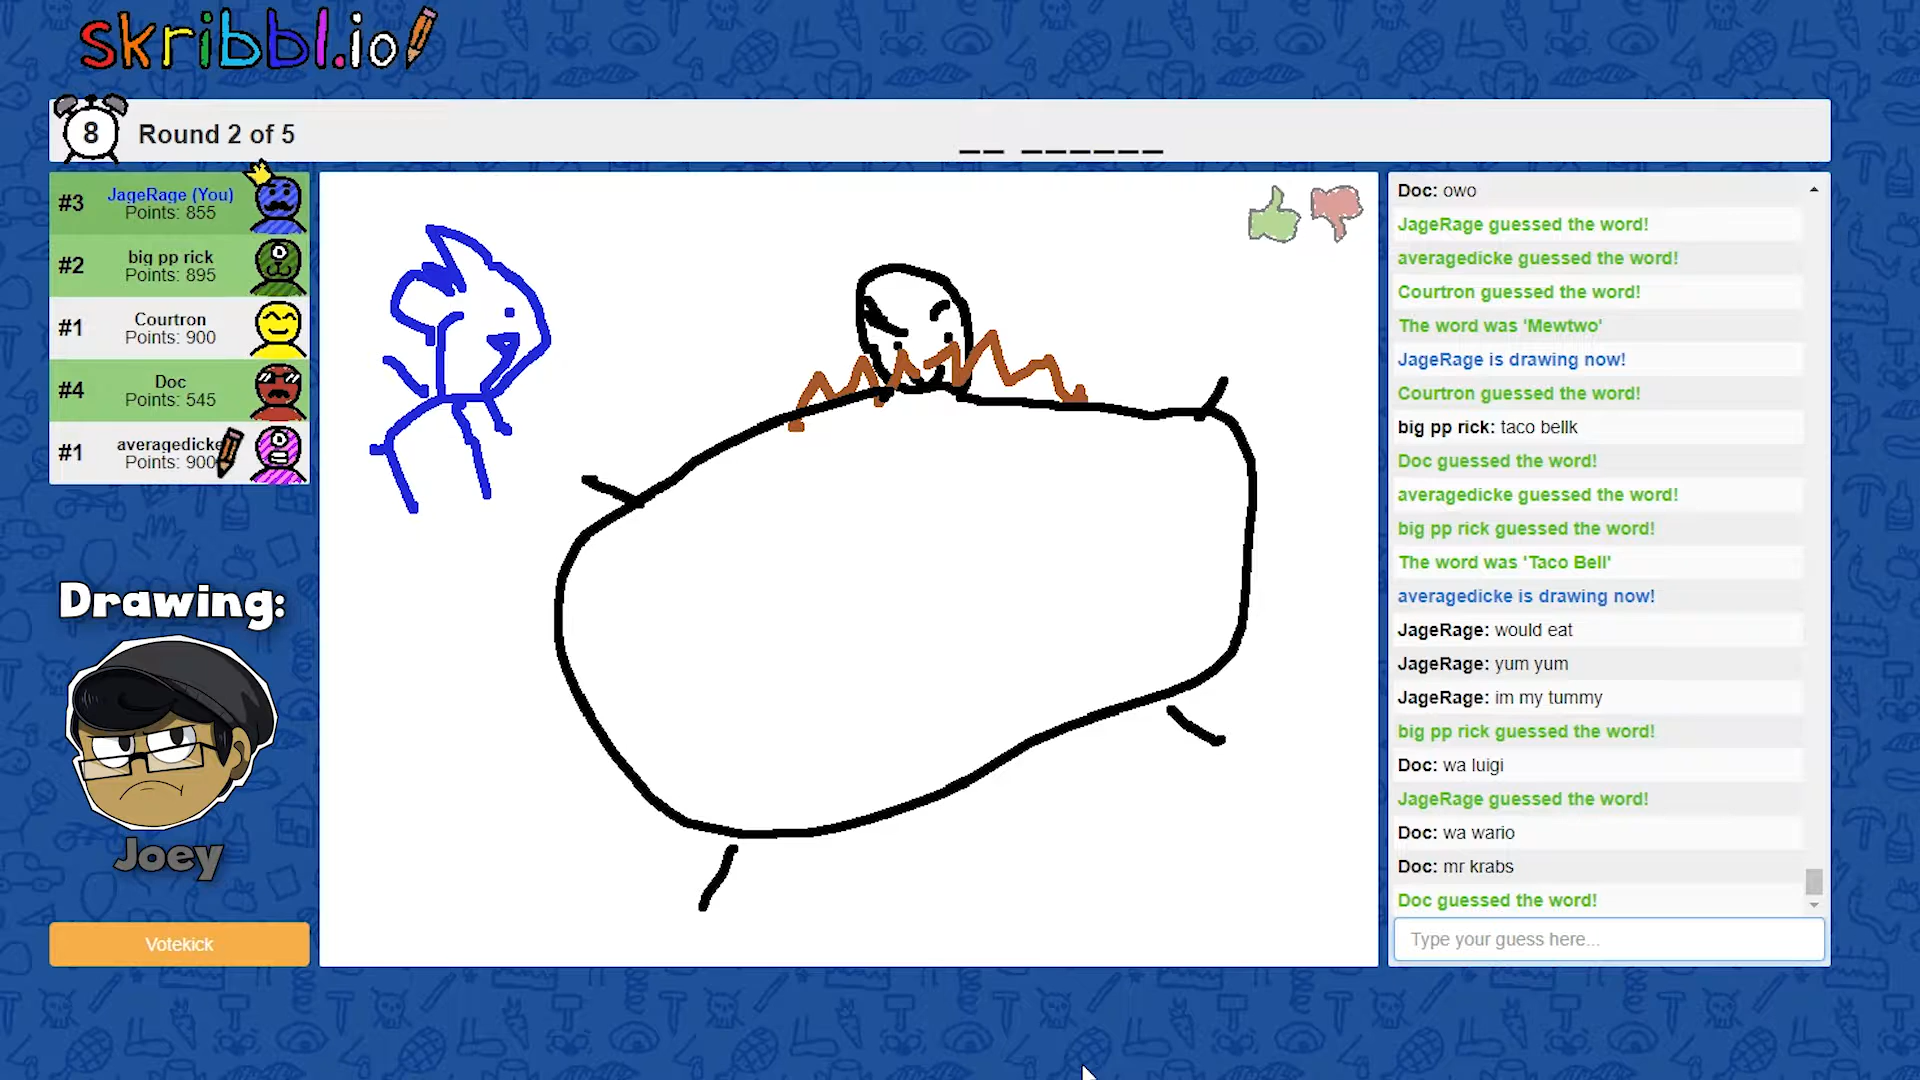 skribbl.io
8
Round 2 of 5
__ ______
#3
JageRage (You)
Points: 855
#2
big pp rick
Points: 895
#1
Courtron
Points: 900
#4
Doc
Points: 545
#1
averagedicke
Points: 900
Drawing:
Joey
Votekick
Doc: owo
JageRage guessed the word!
averagedicke guessed the word!
Courtron guessed the word!
The word was 'Mewtwo'
JageRage is drawing now!
Courtron guessed the word!
big pp rick: taco bellk
Doc guessed the word!
averagedicke guessed the word!
big pp rick guessed the word!
The word was 'Taco Bell'
averagedicke is drawing now!
JageRage: would eat
JageRage: yum yum
JageRage: im my tummy
big pp rick guessed the word!
Doc: wa luigi
JageRage guessed the word!
Doc: wa wario
Doc: mr krabs
Doc guessed the word!
Type your guess here...